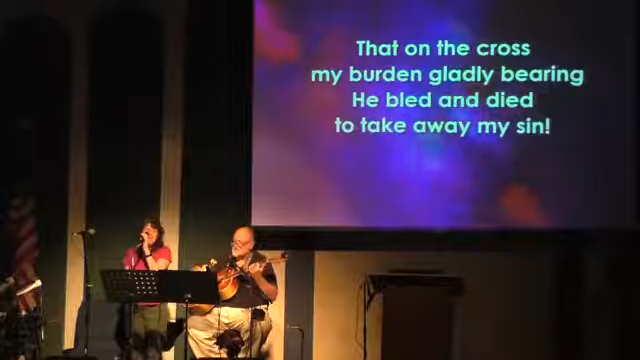 That on the cross
my burden gladly bearing
He bled and died
to take away my sin!